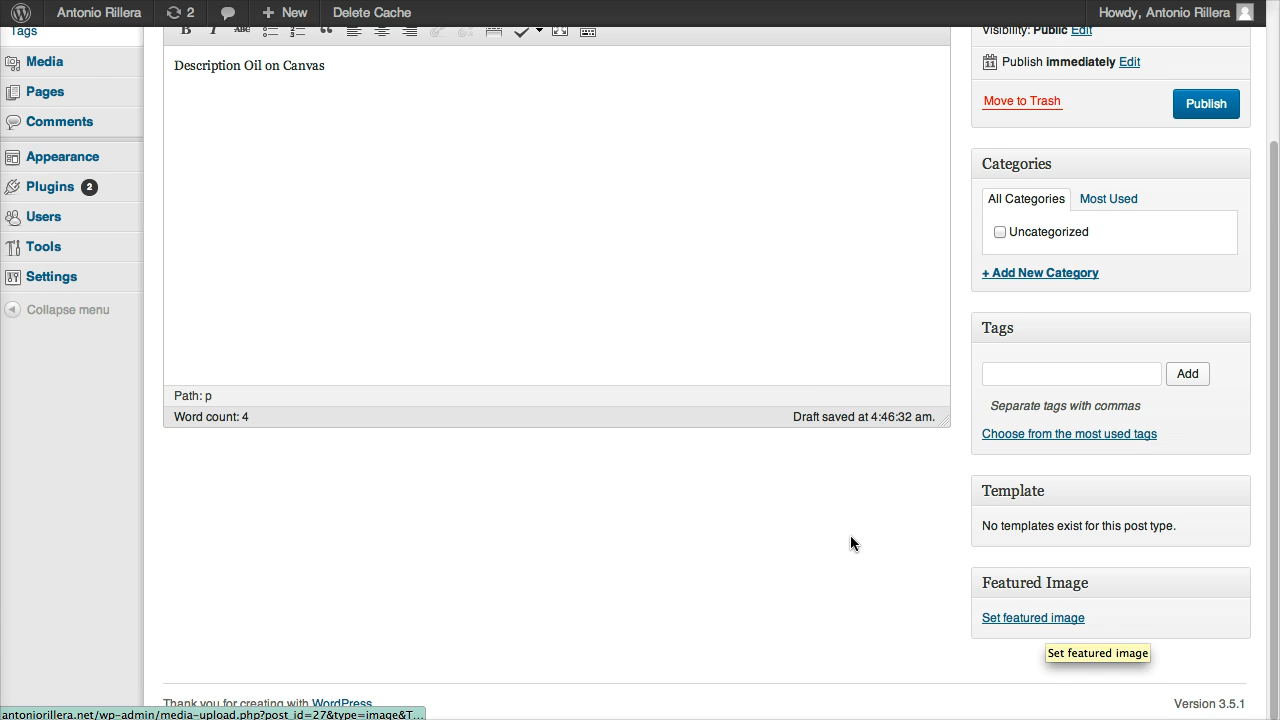 Antonio Rillera 2 + New Delete Cache Howdy, Antonio Rillera
Tags
B I ABC
Visibility: Public Edit
Media
Description Oil on Canvas
Publish immediately Edit
Pages
Move to Trash
Publish
Comments
Appearance
Categories
Plugins 2
All Categories Most Used
Users
Uncategorized
Tools
+ Add New Category
Settings
Collapse menu
Tags
Add
Separate tags with commas
Path: p
Word count: 4
Draft saved at 4:46:32 am.
Choose from the most used tags
Template
No templates exist for this post type.
Featured Image
Set featured image
Set featured image
Thank you for creating with WordPress
Version 3.5.1
antoniorillera.net/wp-admin/media-upload.php?post_id=27&type=image&T...